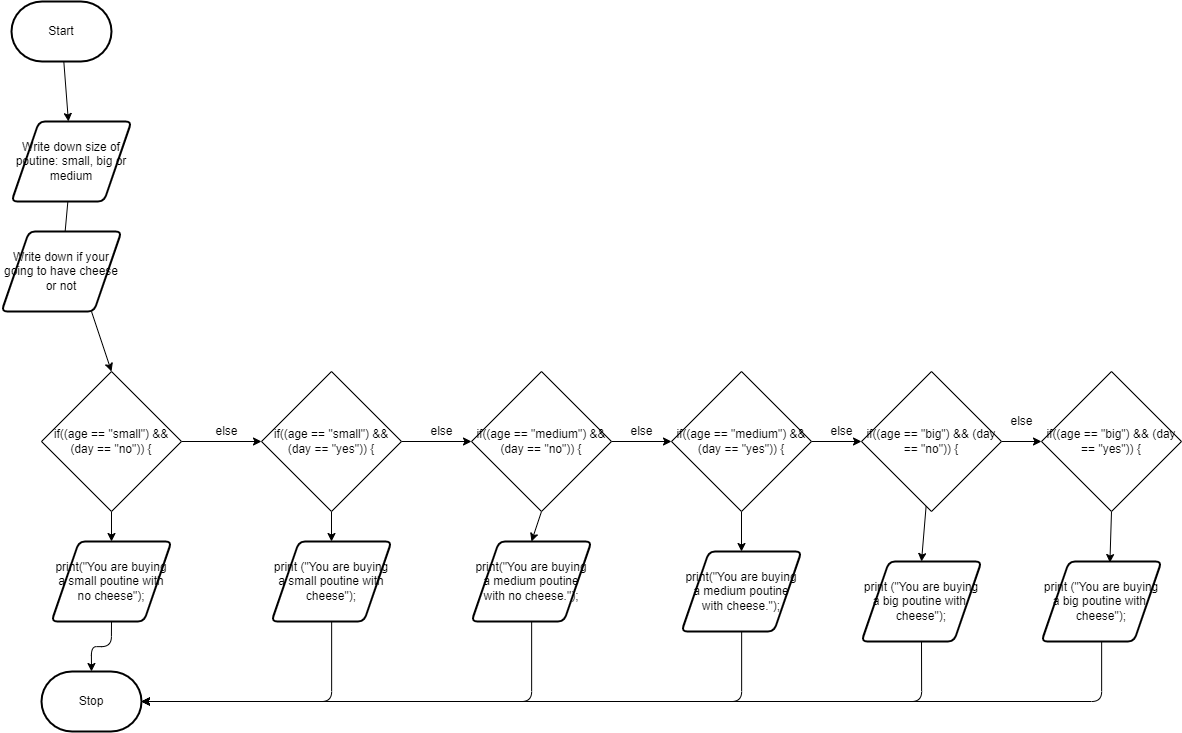 Start
Write down size of
poutine: small, big or
medium
Write down if your
going to have cheese
or not
if((age == "small") &&
(day == "no")) {
else
if((age == "small") &&
(day == "yes")) {
else
if((age == "medium") &&
(day == "no")) {
else
if((age == "medium") &&
(day == "yes")) {
else
if((age == "big") && (day
== "no")) {
else
if((age == "big") && (day
== "yes")) {
print("You are buying
a small poutine with
no cheese");
print ("You are buying
a small poutine with
cheese");
print("You are buying
a medium poutine
with no cheese.");
print("You are buying
a medium poutine
with cheese.");
print ("You are buying
a big poutine with
cheese");
print ("You are buying
a big poutine with
cheese");
Stop